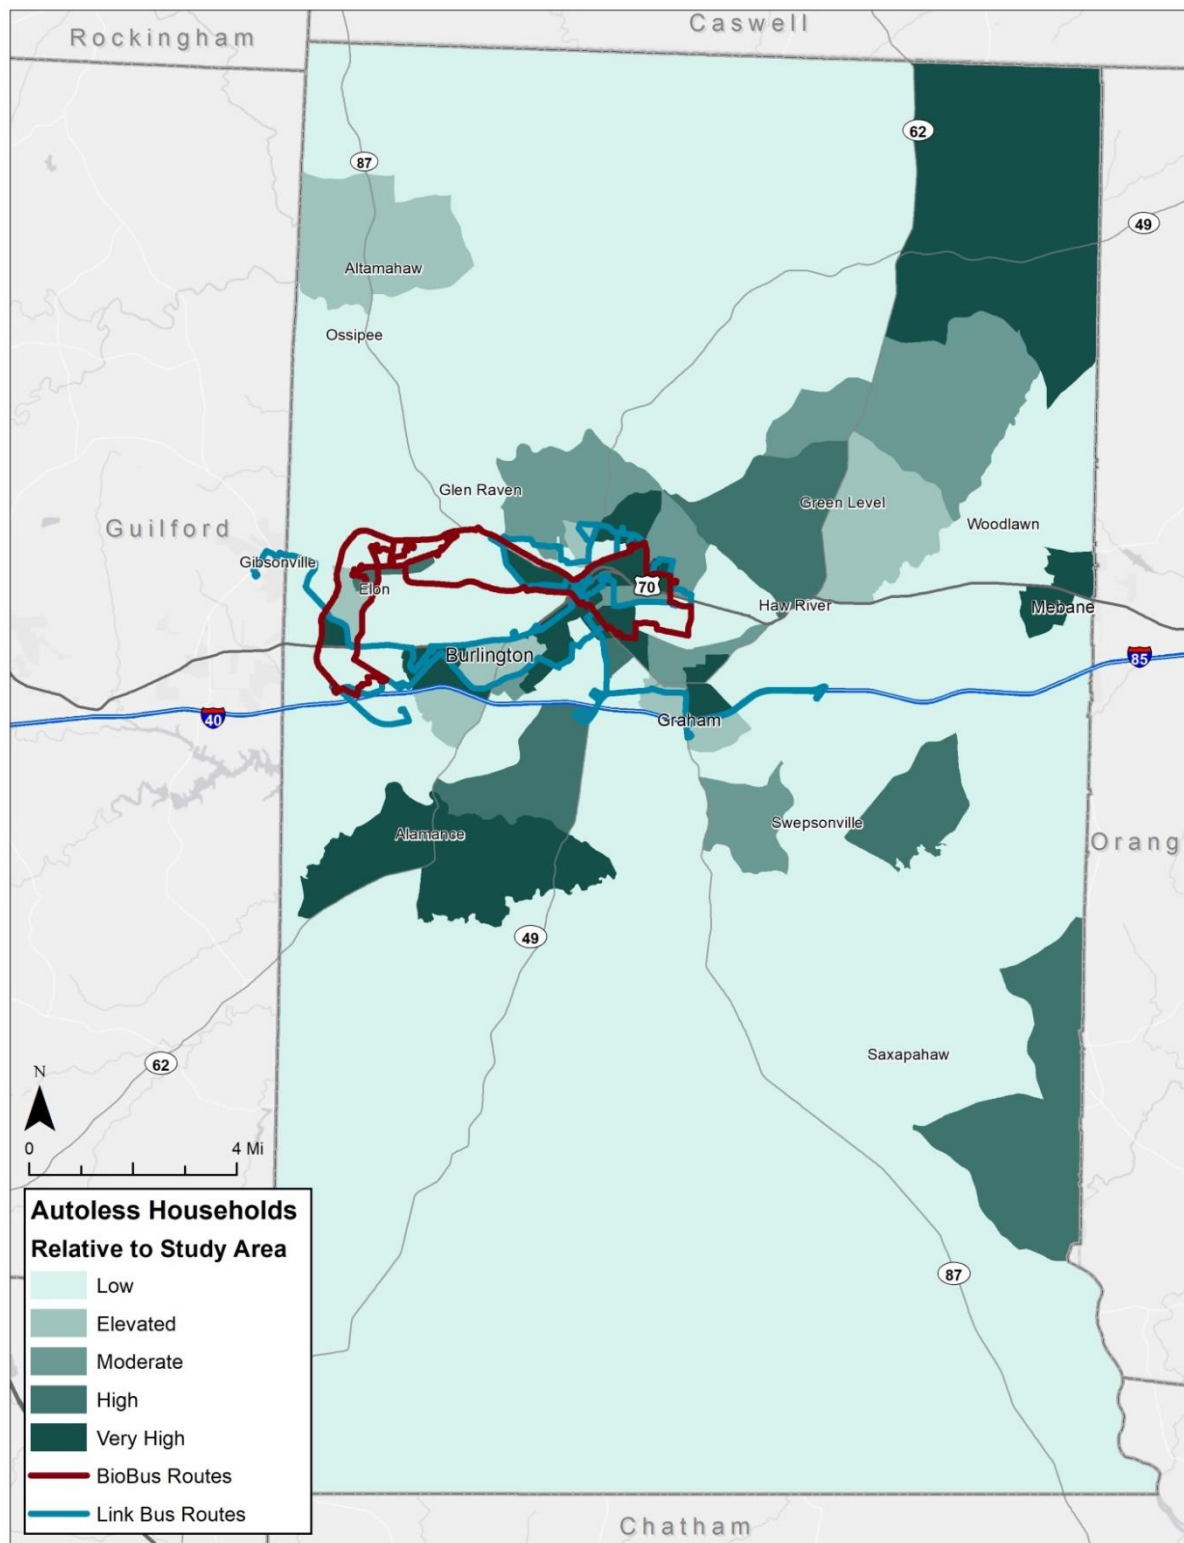 Rockingham
Caswell
62
87
49
Altamahaw
Ossipee
Glen Raven
Green Level
Woodlawn
Guilford
Gibsonville
Elon
70
Haw River
Mebane
Burlington
85
40
Graham
Alamance
Swepsonville
Orang
49
62
Saxapahaw
N
0 4 Mi
87
Autoless Households
Relative to Study Area
Low
Elevated
Moderate
High
Very High
BioBus Routes
Link Bus Routes
Chatham